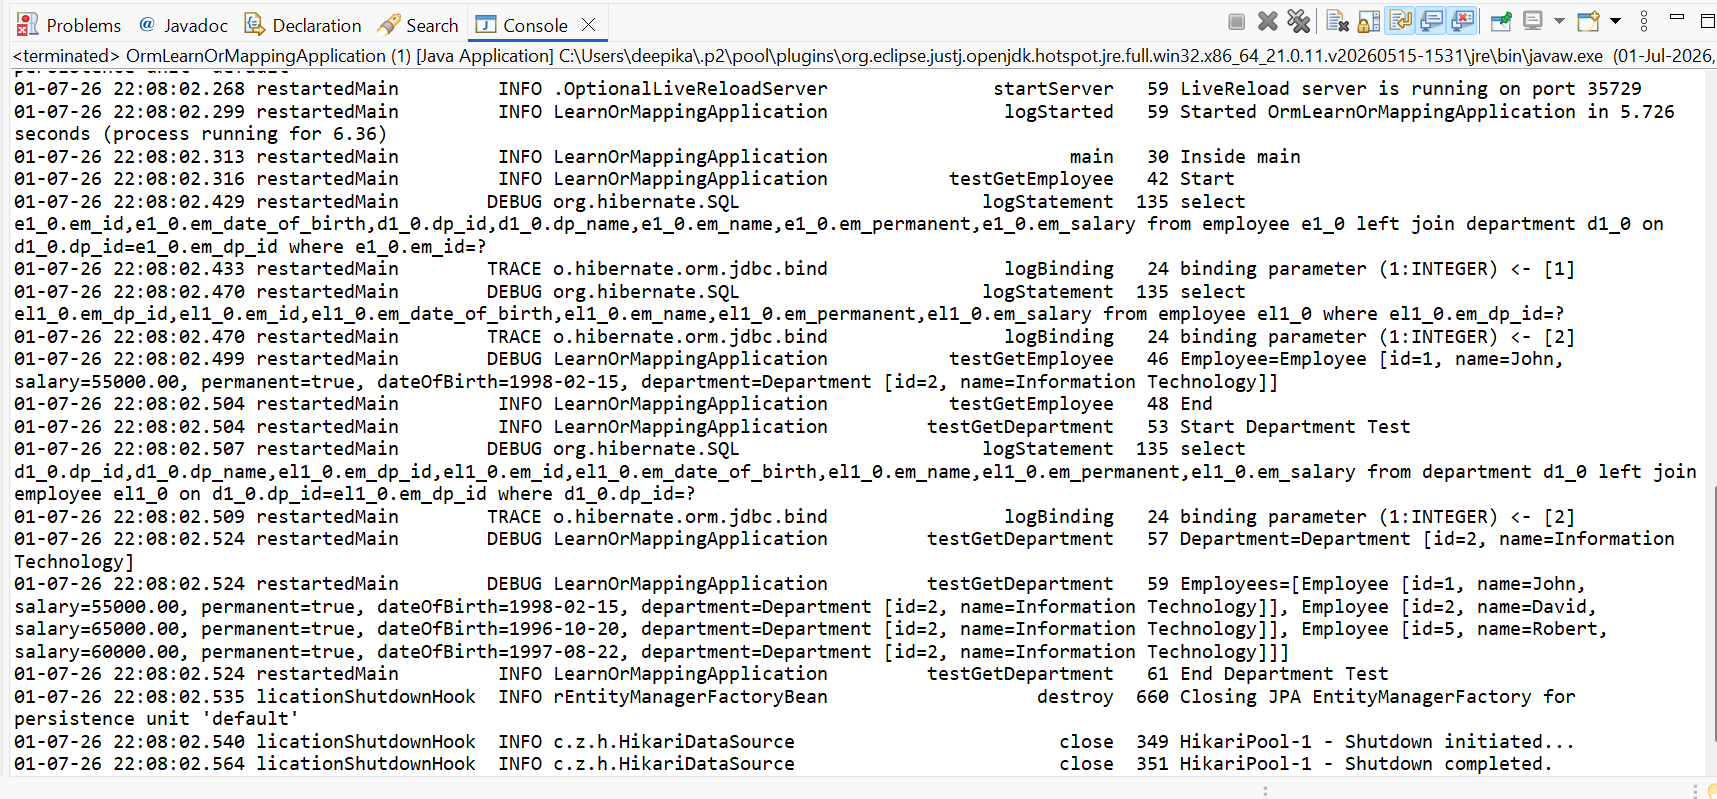 Problems @ Javadoc Declaration Search Console
<terminated> OrmLearnOrMappingApplication (1) [Java Application] C:\Users\deepika\.p2\pool\plugins\org.eclipse.justj.openjdk.hotspot.jre.full.win32.x86_64_21.0.11.v20260515-1531\jre\bin\javaw.exe (01-Jul-2026,
persistence unit 'default'
01-07-26 22:08:02.268 restartedMain INFO .OptionalLiveReloadServer startServer 59 LiveReload server is running on port 35729
01-07-26 22:08:02.299 restartedMain INFO LearnOrMappingApplication logStarted 59 Started OrmLearnOrMappingApplication in 5.726
seconds (process running for 6.36)
01-07-26 22:08:02.313 restartedMain INFO LearnOrMappingApplication main 30 Inside main
01-07-26 22:08:02.316 restartedMain INFO LearnOrMappingApplication testGetEmployee 42 Start
01-07-26 22:08:02.429 restartedMain DEBUG org.hibernate.SQL logStatement 135 select
e1_0.em_id,e1_0.em_date_of_birth,d1_0.dp_id,d1_0.dp_name,e1_0.em_name,e1_0.em_permanent,e1_0.em_salary from employee e1_0 left join department d1_0 on
d1_0.dp_id=e1_0.em_dp_id where e1_0.em_id=?
01-07-26 22:08:02.433 restartedMain TRACE o.hibernate.orm.jdbc.bind logBinding 24 binding parameter (1:INTEGER) <- [1]
01-07-26 22:08:02.470 restartedMain DEBUG org.hibernate.SQL logStatement 135 select
el1_0.em_dp_id,el1_0.em_id,el1_0.em_date_of_birth,el1_0.em_name,el1_0.em_permanent,el1_0.em_salary from employee el1_0 where el1_0.em_dp_id=?
01-07-26 22:08:02.470 restartedMain TRACE o.hibernate.orm.jdbc.bind logBinding 24 binding parameter (1:INTEGER) <- [2]
01-07-26 22:08:02.499 restartedMain DEBUG LearnOrMappingApplication testGetEmployee 46 Employee=Employee [id=1, name=John,
salary=55000.00, permanent=true, dateOfBirth=1998-02-15, department=Department [id=2, name=Information Technology]]
01-07-26 22:08:02.504 restartedMain INFO LearnOrMappingApplication testGetEmployee 48 End
01-07-26 22:08:02.504 restartedMain INFO LearnOrMappingApplication testGetDepartment 53 Start Department Test
01-07-26 22:08:02.507 restartedMain DEBUG org.hibernate.SQL logStatement 135 select
d1_0.dp_id,d1_0.dp_name,el1_0.em_dp_id,el1_0.em_id,el1_0.em_date_of_birth,el1_0.em_name,el1_0.em_permanent,el1_0.em_salary from department d1_0 left join
employee el1_0 on d1_0.dp_id=el1_0.em_dp_id where d1_0.dp_id=?
01-07-26 22:08:02.509 restartedMain TRACE o.hibernate.orm.jdbc.bind logBinding 24 binding parameter (1:INTEGER) <- [2]
01-07-26 22:08:02.524 restartedMain DEBUG LearnOrMappingApplication testGetDepartment 57 Department=Department [id=2, name=Information
Technology]
01-07-26 22:08:02.524 restartedMain DEBUG LearnOrMappingApplication testGetDepartment 59 Employees=[Employee [id=1, name=John,
salary=55000.00, permanent=true, dateOfBirth=1998-02-15, department=Department [id=2, name=Information Technology]], Employee [id=2, name=David,
salary=65000.00, permanent=true, dateOfBirth=1996-10-20, department=Department [id=2, name=Information Technology]], Employee [id=5, name=Robert,
salary=60000.00, permanent=true, dateOfBirth=1997-08-22, department=Department [id=2, name=Information Technology]]]
01-07-26 22:08:02.524 restartedMain INFO LearnOrMappingApplication testGetDepartment 61 End Department Test
01-07-26 22:08:02.535 licationShutdownHook INFO rEntityManagerFactoryBean destroy 660 Closing JPA EntityManagerFactory for
persistence unit 'default'
01-07-26 22:08:02.540 licationShutdownHook INFO c.z.h.HikariDataSource close 349 HikariPool-1 - Shutdown initiated...
01-07-26 22:08:02.564 licationShutdownHook INFO c.z.h.HikariDataSource close 351 HikariPool-1 - Shutdown completed.